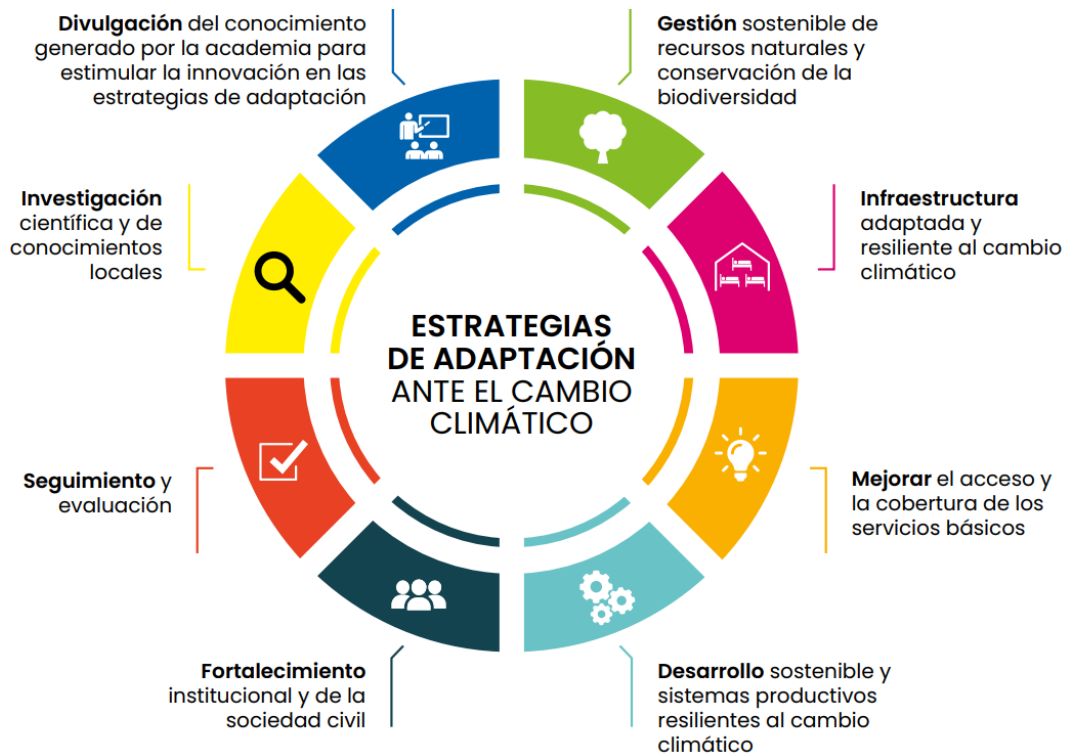 Divulgación del conocimiento
generado por la academia para
estimular la innovación en las
estrategias de adaptación
Gestión sostenible de
recursos naturales y
conservación de la
biodiversidad
Investigación
científica y de
conocimientos
locales
Infraestructura
adaptada y
resiliente al cambio
climático
ESTRATEGIAS
DE ADAPTACIÓN
ANTE EL CAMBIO
CLIMÁTICO
Seguimiento y
evaluación
Mejorar el acceso y
la cobertura de los
servicios básicos
Fortalecimiento
institucional y de la
sociedad civil
Desarrollo sostenible y
sistemas productivos
resilientes al cambio
climático